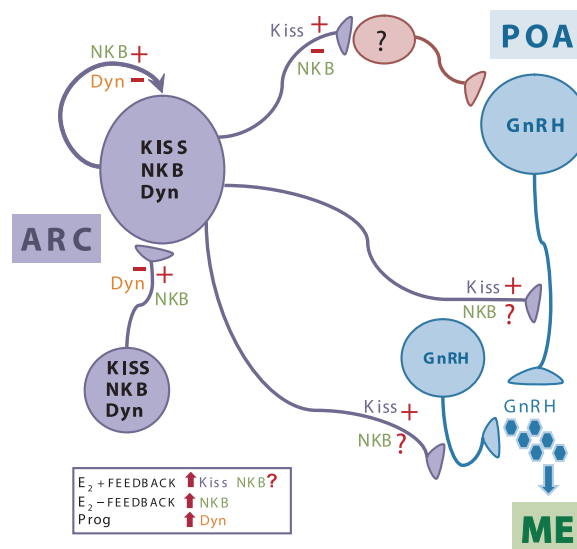 Kiss +
NKB +
- NKB
?
POA
Dyn -
GnRH
KISS
NKB
Dyn
ARC
- +
Dyn
NKB
Kiss +
NKB ?
GnRH
KISS
NKB
Dyn
Kiss +
NKB ?
GnRH
E2 + FEEDBACK Kiss NKB ?
E2 – FEEDBACK NKB
Prog Dyn
ME